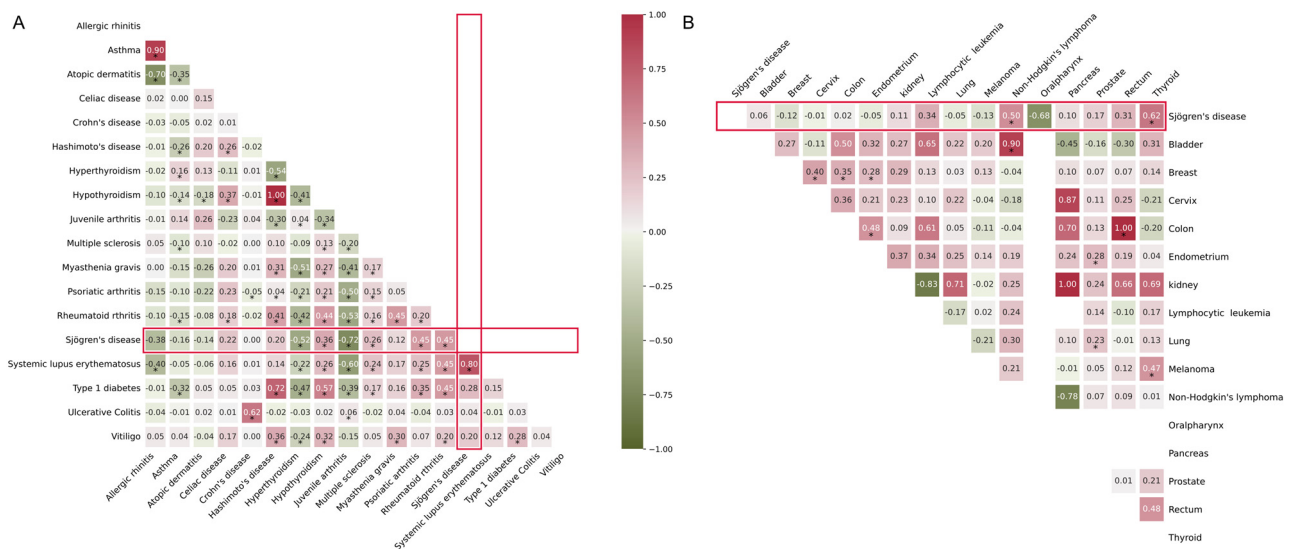 A
Allergic rhinitis
Asthma 0.90*
Atopic dermatitis -0.70* -0.35*
Celiac disease 0.02 0.00 0.15
Crohn's disease -0.03 -0.05 0.02 0.01
Hashimoto's disease -0.01 -0.26* 0.20 0.26* -0.02
Hyperthyroidism -0.02 0.16* 0.13 -0.11 0.01 -0.54*
Hypothyroidism -0.10 -0.14* -0.18* 0.37* -0.01 1.00* -0.41*
Juvenile arthritis -0.01 0.14 0.26 -0.23 0.04 -0.30* 0.04* -0.34*
Multiple sclerosis 0.05 -0.10* 0.10 -0.02 0.00 0.10 -0.09 0.13* -0.20*
Myasthenia gravis 0.00 -0.15 -0.26 0.20 0.01 0.31* -0.51* 0.27* -0.41* 0.17*
Psoriatic arthritis -0.15 -0.10 -0.22 0.23 -0.05* 0.04* -0.21* 0.21* -0.50* 0.15* 0.05
Rheumatoid rthritis -0.10 -0.15* -0.08 0.18* -0.02 0.41* -0.42* 0.44* -0.53* 0.16* 0.45* 0.20*
Sjögren's disease -0.38 -0.16 -0.14 0.22 0.00 0.20 -0.52* 0.36* -0.72* 0.26* 0.12 0.45* 0.45*
Systemic lupus erythematosus -0.40* -0.05 -0.06 0.16 0.01 0.14 -0.22* 0.26* -0.60* 0.24* 0.17 0.25* 0.45* 0.80*
Type 1 diabetes -0.01 -0.32* 0.05 0.05 0.03 0.72* -0.47* 0.57* -0.39* 0.17* 0.16 0.35* 0.45* 0.28 0.15
Ulcerative Colitis -0.04 -0.01 0.02 0.01 0.62* -0.02 -0.03 0.02 0.06* -0.02 0.04 -0.04 0.03 0.04 -0.01 0.03
Vitiligo 0.05 0.04 -0.04 0.17 0.00 0.36* -0.24* 0.32* -0.15 0.05 0.30* 0.07 0.20* 0.20 0.12 0.28* 0.04
Allergic rhinitis
Asthma
Atopic dermatitis
Celiac disease
Crohn's disease
Hashimoto's disease
Hyperthyroidism
Hypothyroidism
Juvenile arthritis
Multiple sclerosis
Myasthenia gravis
Psoriatic arthritis
Rheumatoid rthritis
Sjögren's disease
Systemic lupus erythematosus
Type 1 diabetes
Ulcerative Colitis
Vitiligo
1.00
0.75
0.50
0.25
0.00
−0.25
−0.50
−0.75
−1.00
B
Sjögren's disease
Bladder
Breast
Cervix
Colon
Endometrium
kidney
Lymphocytic leukemia
Lung
Melanoma
Non-Hodgkin's lymphoma
Oralpharynx
Pancreas
Prostate
Rectum
Thyroid
0.06 -0.12 -0.01 0.02 -0.05 0.11 0.34 -0.05 -0.13 0.50* -0.68 0.10 0.17 0.31 0.62* Sjögren's disease
0.27 -0.11 0.50 0.32 0.27 0.65 0.22 0.20 0.90* -0.45 -0.16 -0.30 0.31 Bladder
0.40* 0.35* 0.28* 0.29 0.13 0.03 0.13 -0.04 0.10 0.07 0.07 0.14 Breast
0.36 0.21 0.23 0.09 0.22 -0.04 -0.18 0.87 0.11 0.25 -0.21 Cervix
0.48* 0.19 0.61 0.05 -0.11 -0.04 0.70 0.13 1.00* -0.20 Colon
0.37 0.34 0.25 0.14 0.19 0.24 0.28* 0.19 0.04 Endometrium
-0.83 0.71 -0.02 0.25 1.00 0.24 0.66 0.69 kidney
-0.17 0.02 0.24 0.14 -0.10 0.17 Lymphocytic leukemia
-0.21 0.30 0.10 0.23* -0.01 0.13 Lung
0.21 -0.01 0.05 0.12 0.47* Melanoma
-0.78 0.07 0.09 0.01 Non-Hodgkin's lymphoma
Oralpharynx
Pancreas
0.01 0.21 Prostate
0.48 Rectum
Thyroid